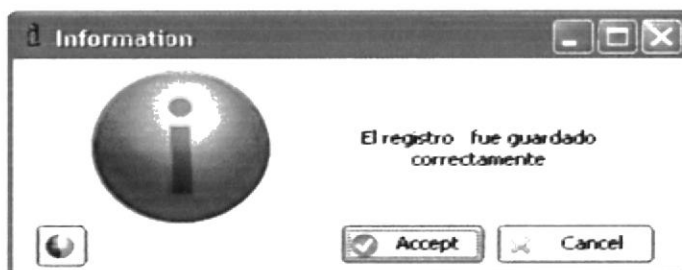 Information
El registro fue guardado
correctamente
Accept Cancel